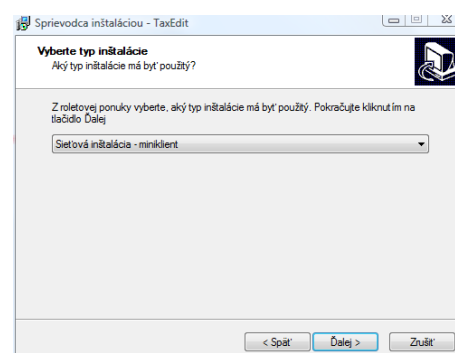 Sprievodca inštaláciou - TaxEdit
Vyberte typ inštalácie
Aký typ inštalácie má byť použitý?
Z roletovej ponuky vyberte, aký typ inštalácie má byť použitý. Pokračujte kliknutím na
tlačidlo Ďalej
Sieťová inštalácia - miniklient
< Späť Ďalej > Zrušiť